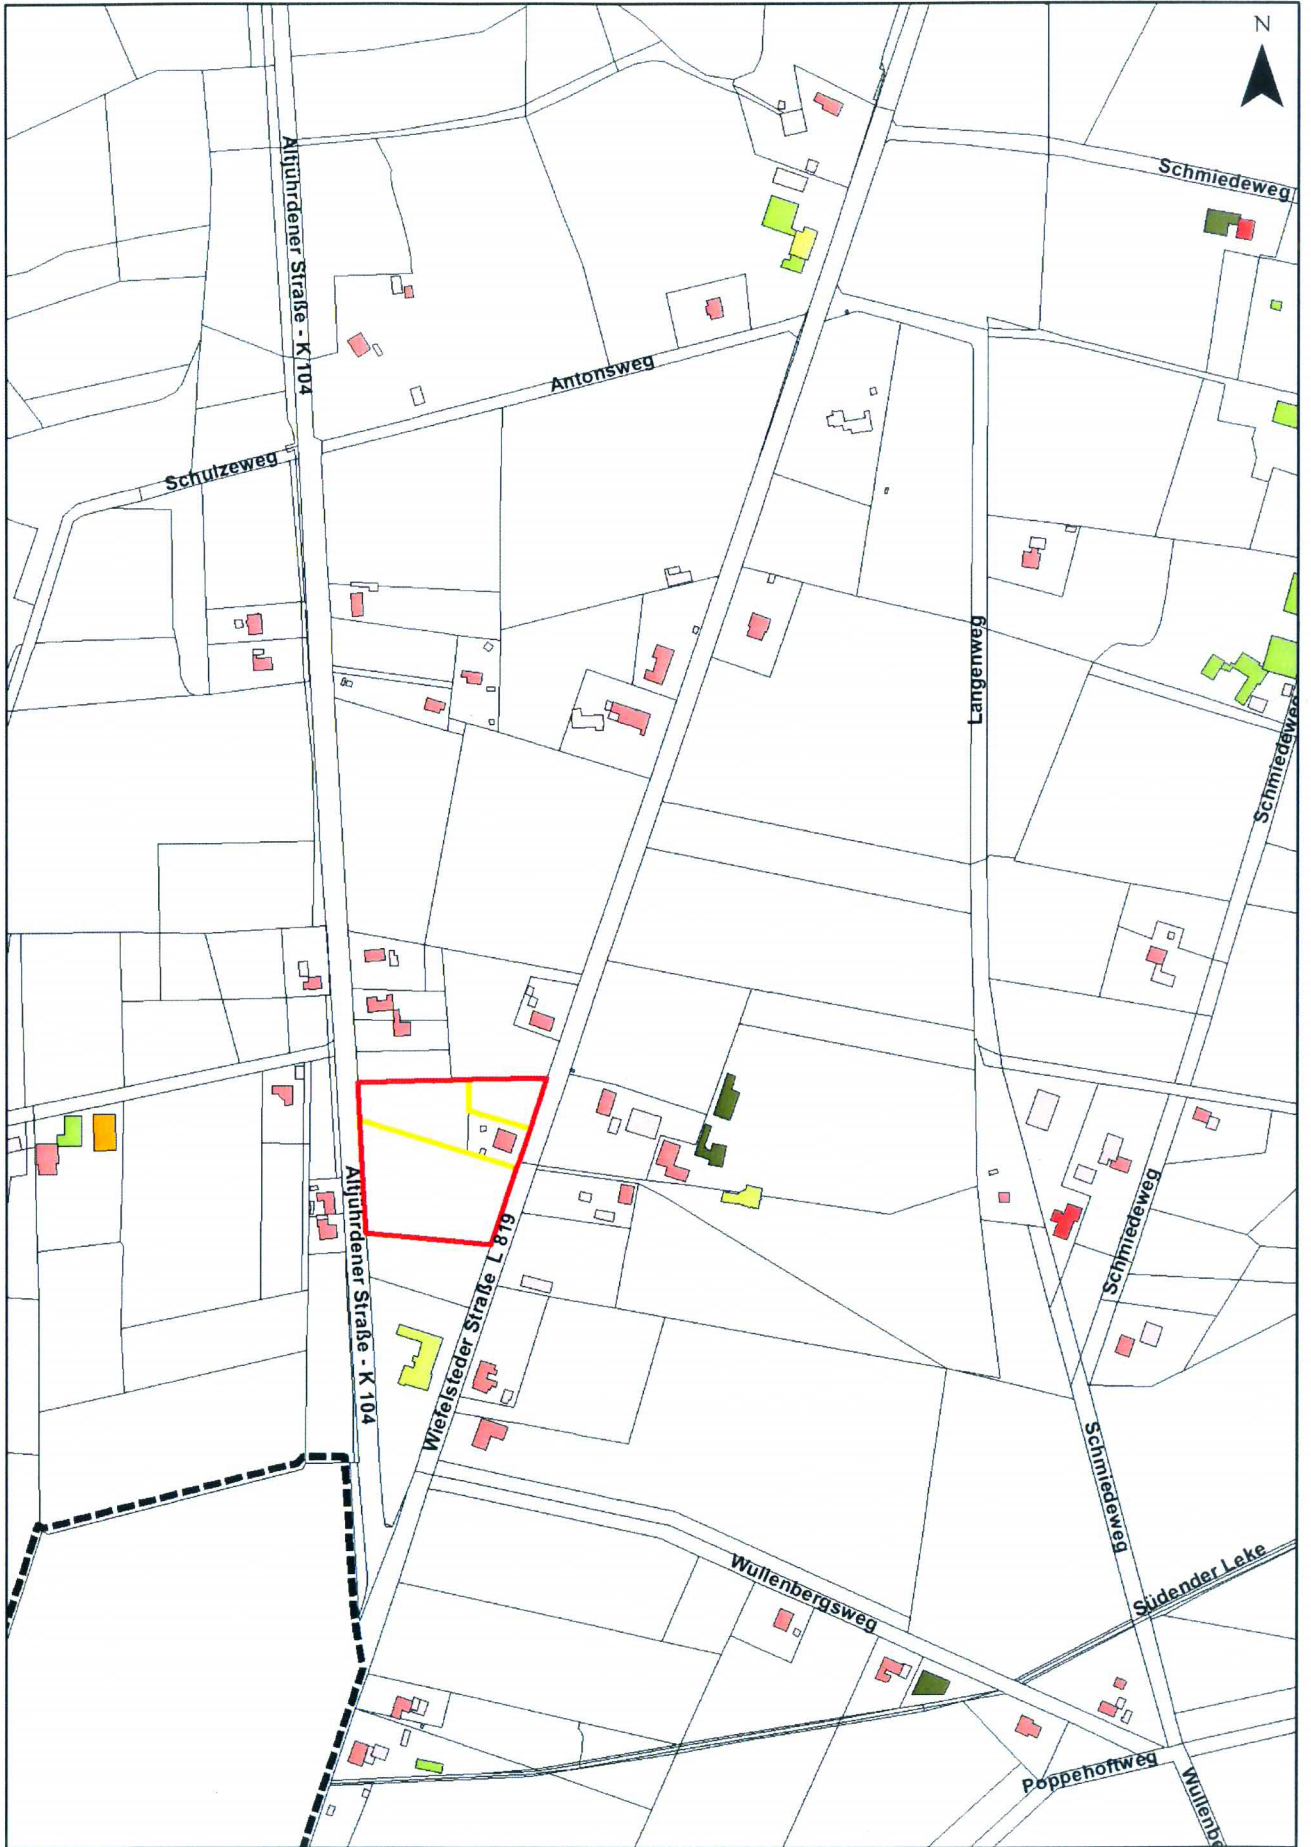 N
Schmiedeweg
Altjührdener Straße - K 104
Antonsweg
Schulzeweg
Langenweg
Schmiedeweg
Altjührdener Straße - K 104
Wiefelsteder Straße L 819
Schmiedeweg
Schmiedeweg
Wullenbergsweg
Südender Leke
Poppehoftweg
Wullenbe